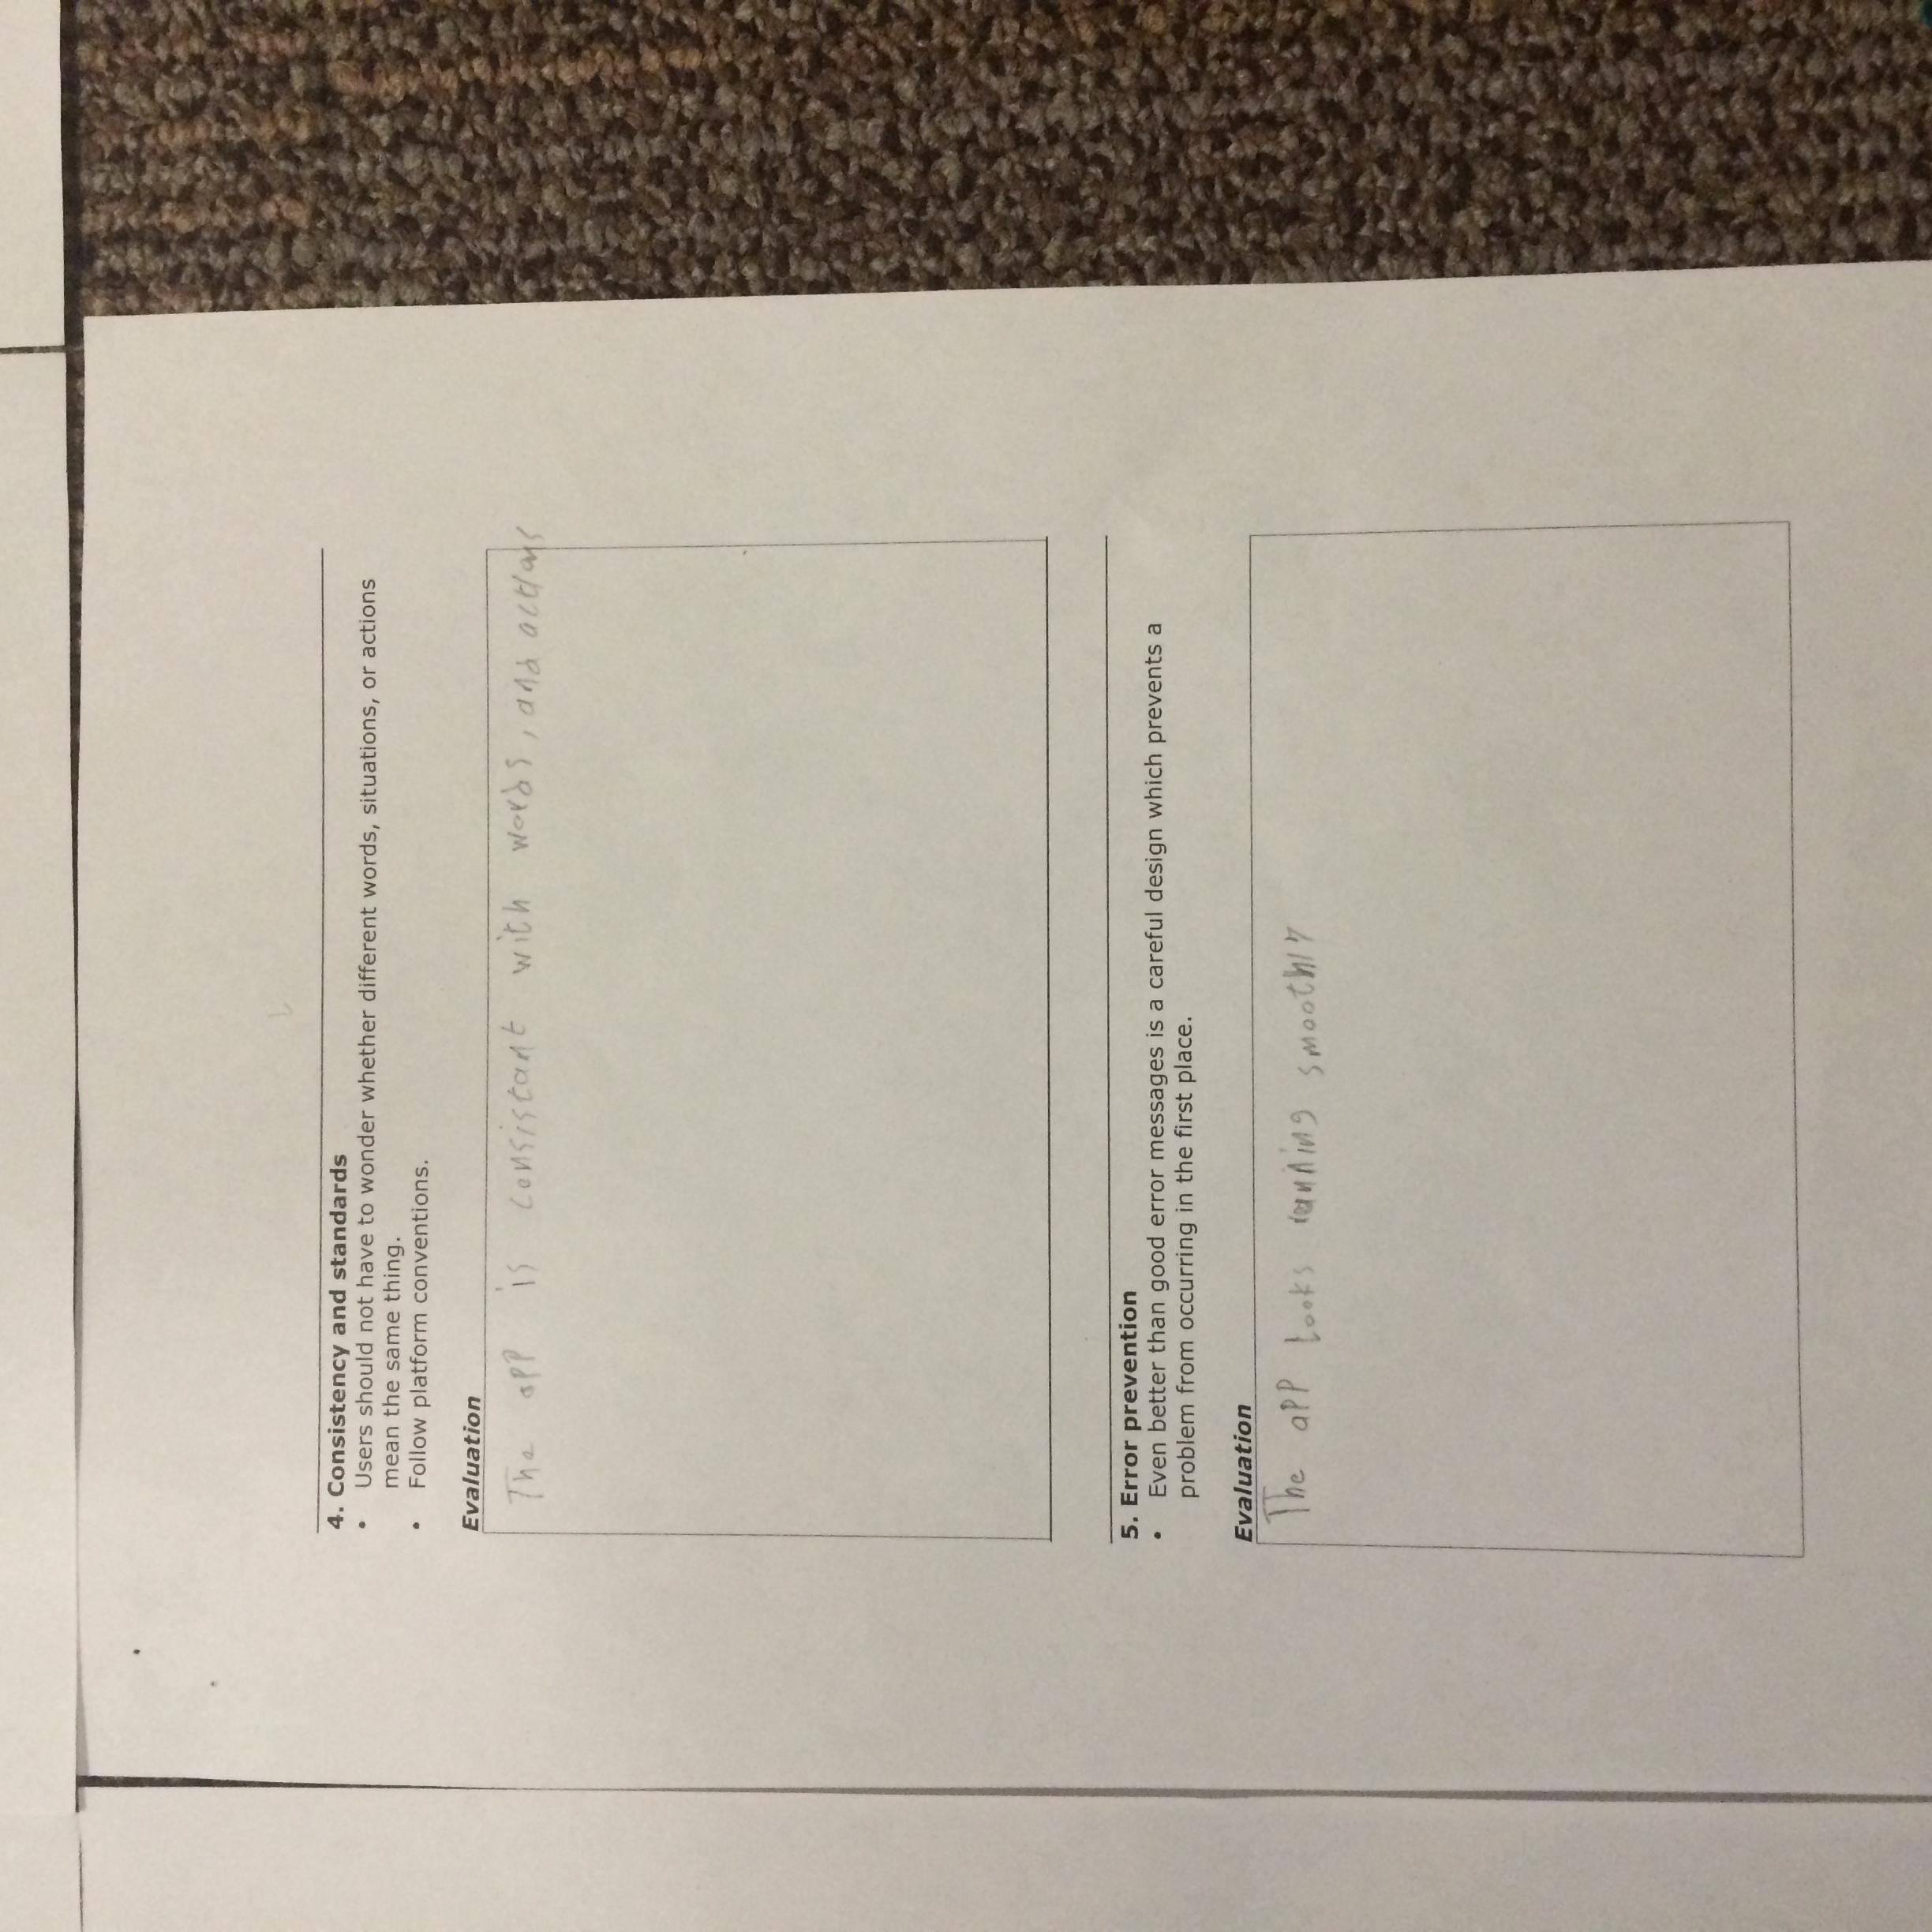 4. Consistency and standards
• Users should not have to wonder whether different words, situations, or actions
mean the same thing.
• Follow platform conventions.
Evaluation
The app is consistant with words, and actions
5. Error prevention
• Even better than good error messages is a careful design which prevents a
problem from occurring in the first place.
Evaluation
The app looks running smoothly